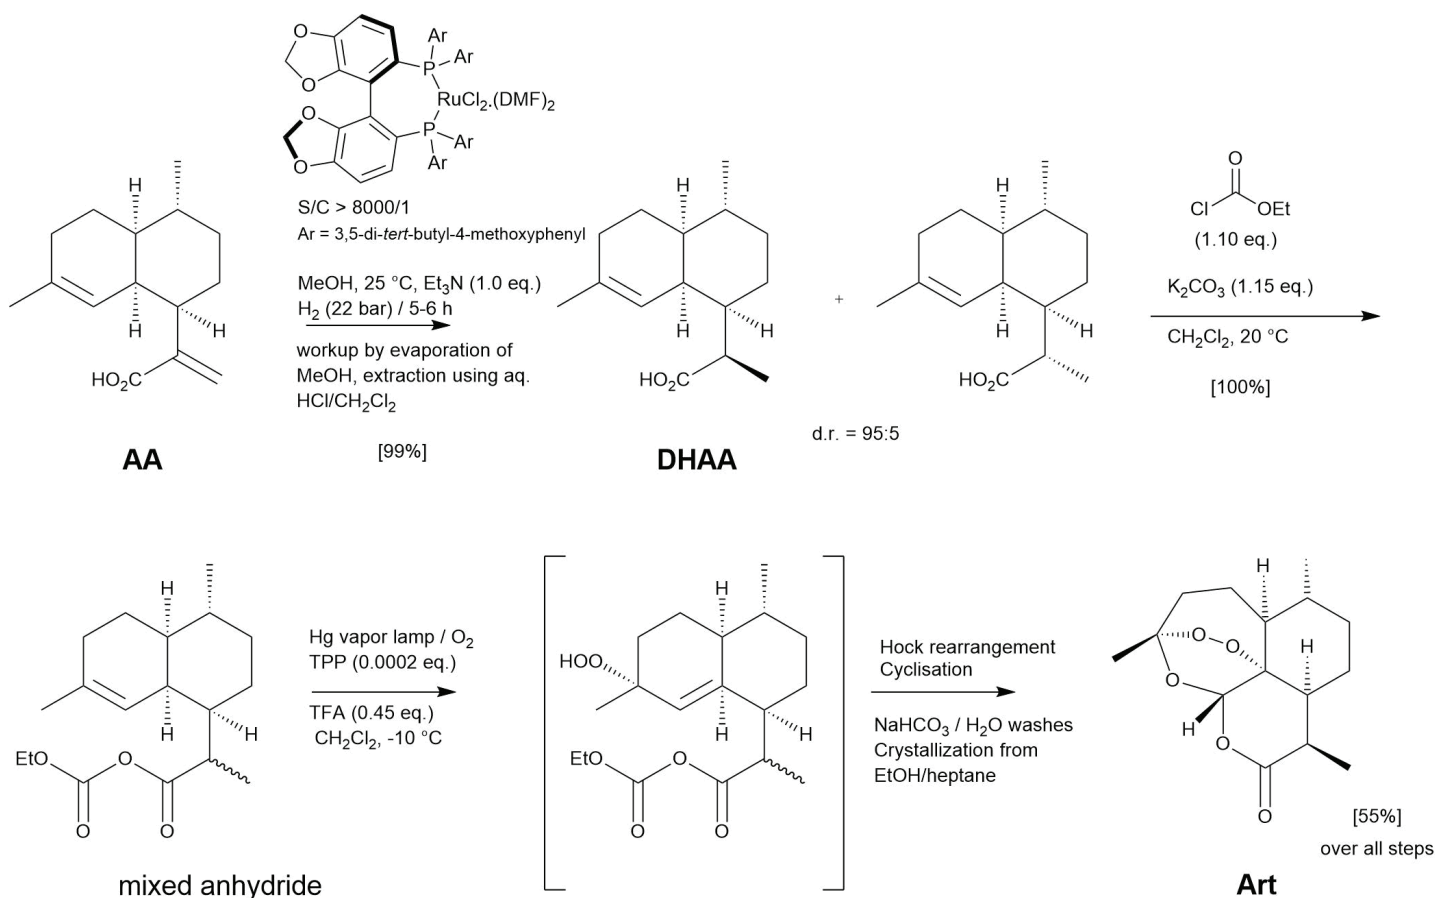 O
O
O
O
P
P
Ar
Ar
Ar
Ar
RuCl₂.(DMF)₂
S/C > 8000/1
Ar = 3,5-di-tert-butyl-4-methoxyphenyl
MeOH, 25 °C, Et₃N (1.0 eq.)
H₂ (22 bar) / 5-6 h
workup by evaporation of
MeOH, extraction using aq.
HCl/CH₂Cl₂
[99%]
H
H
H
HO₂C
AA
H
H
H
HO₂C
DHAA
+
d.r. = 95:5
H
H
H
HO₂C
O
Cl
OEt
(1.10 eq.)
K₂CO₃ (1.15 eq.)
CH₂Cl₂, 20 °C
[100%]
H
H
H
EtO
O
O
O
mixed anhydride
Hg vapor lamp / O₂
TPP (0.0002 eq.)
TFA (0.45 eq.)
CH₂Cl₂, -10 °C
H
HOO
H
H
EtO
O
O
O
Hock rearrangement
Cyclisation
NaHCO₃ / H₂O washes
Crystallization from
EtOH/heptane
H
O
O
H
O
H
O
O
[55%]
over all steps
Art